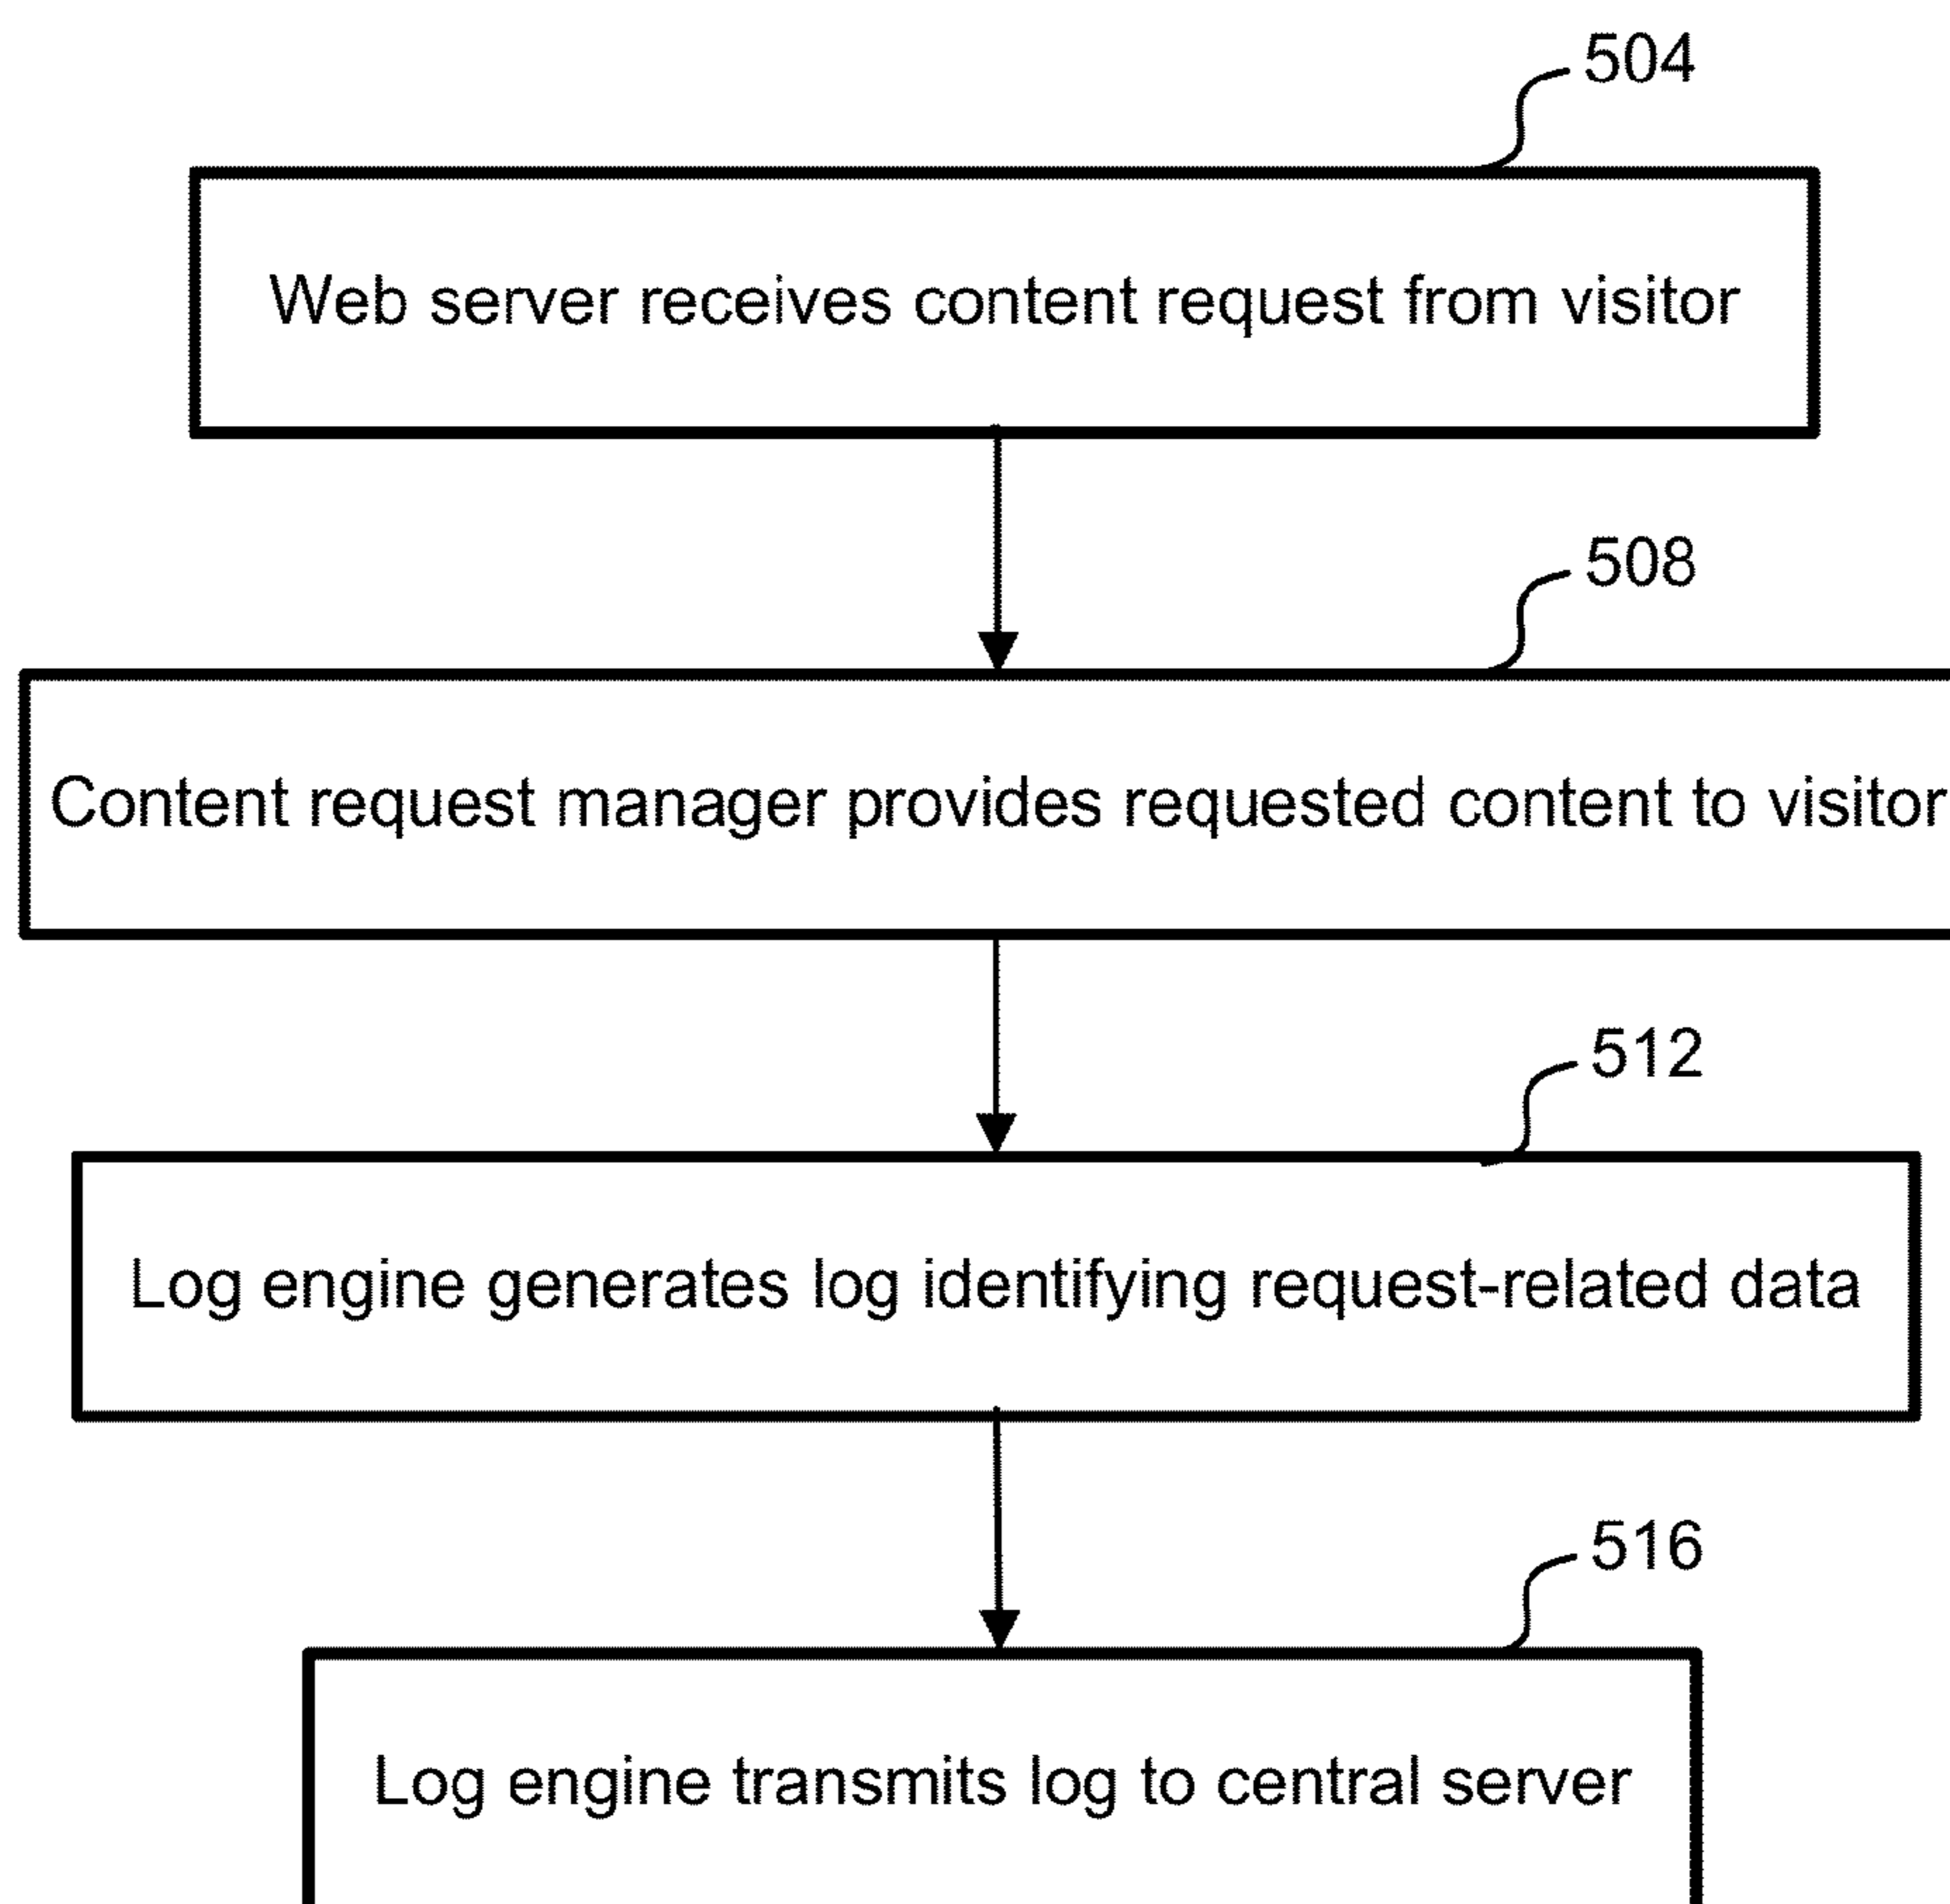 504
Web server receives content request from visitor
508
Content request manager provides requested content to visitor
512
Log engine generates log identifying request-related data
516
Log engine transmits log to central server